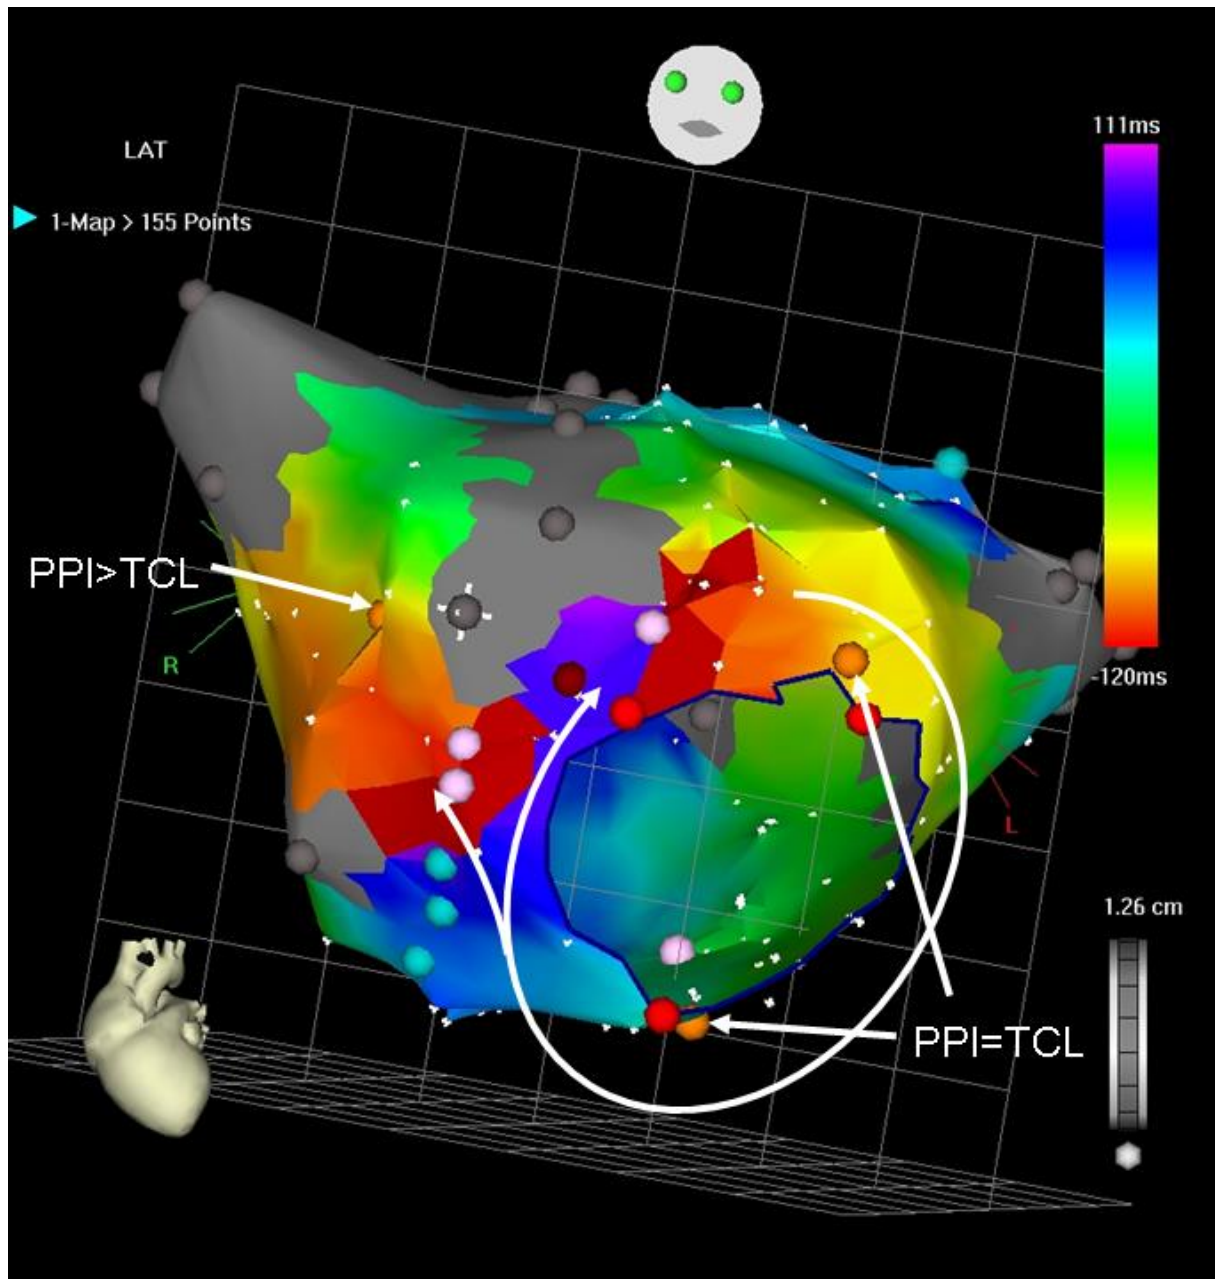 111ms
LAT
1-Map > 155 Points
PPI>TCL
R
-120ms
L
1.26 cm
PPI=TCL